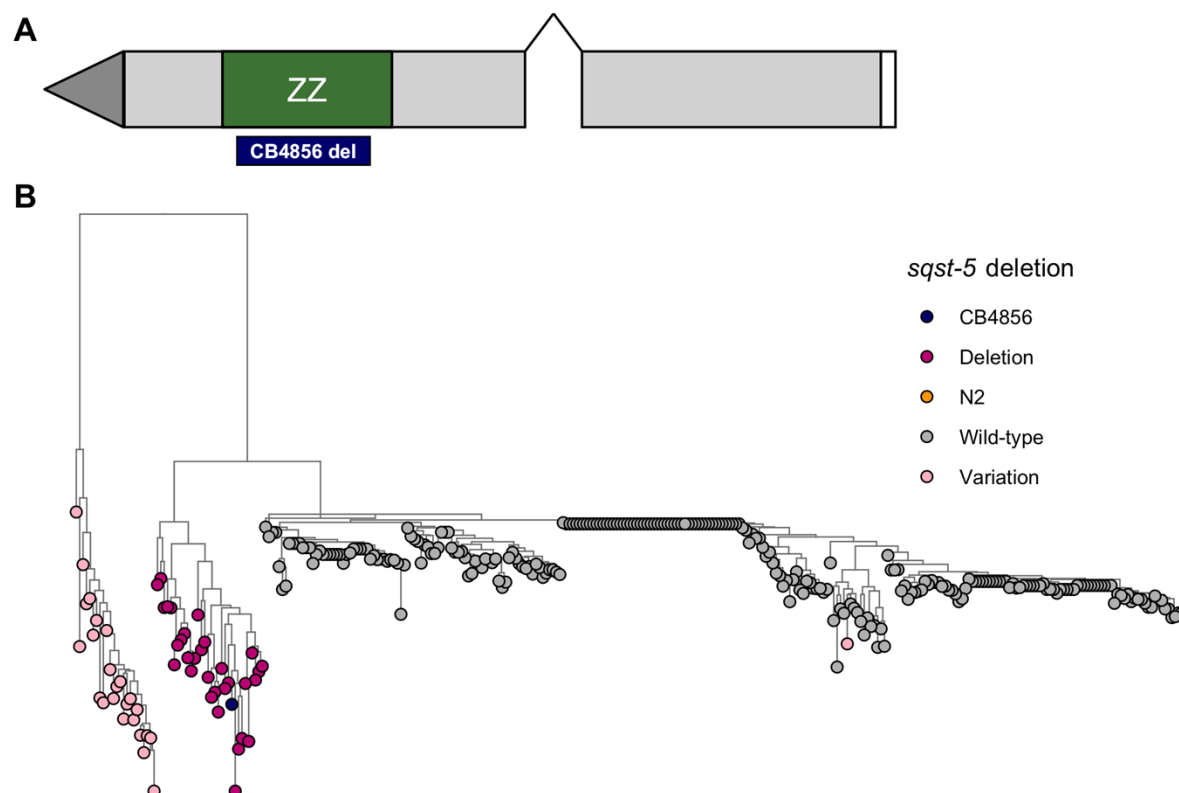 A
ZZ
CB4856 del
B
sqst-5 deletion
CB4856
Deletion
N2
Wild-type
Variation